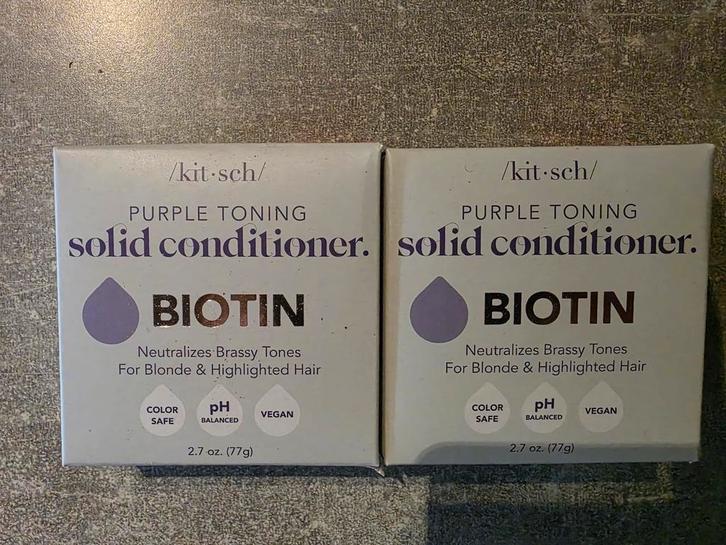 /kit·sch/
PURPLE TONING
solid conditioner.
BIOTIN
Neutralizes Brassy Tones
For Blonde & Highlighted Hair
COLOR
SAFE
pH
BALANCED
VEGAN
2.7 oz. (77g)
/kit·sch/
PURPLE TONING
solid conditioner.
BIOTIN
Neutralizes Brassy Tones
For Blonde & Highlighted Hair
COLOR
SAFE
pH
BALANCED
VEGAN
2.7 oz. (77g)